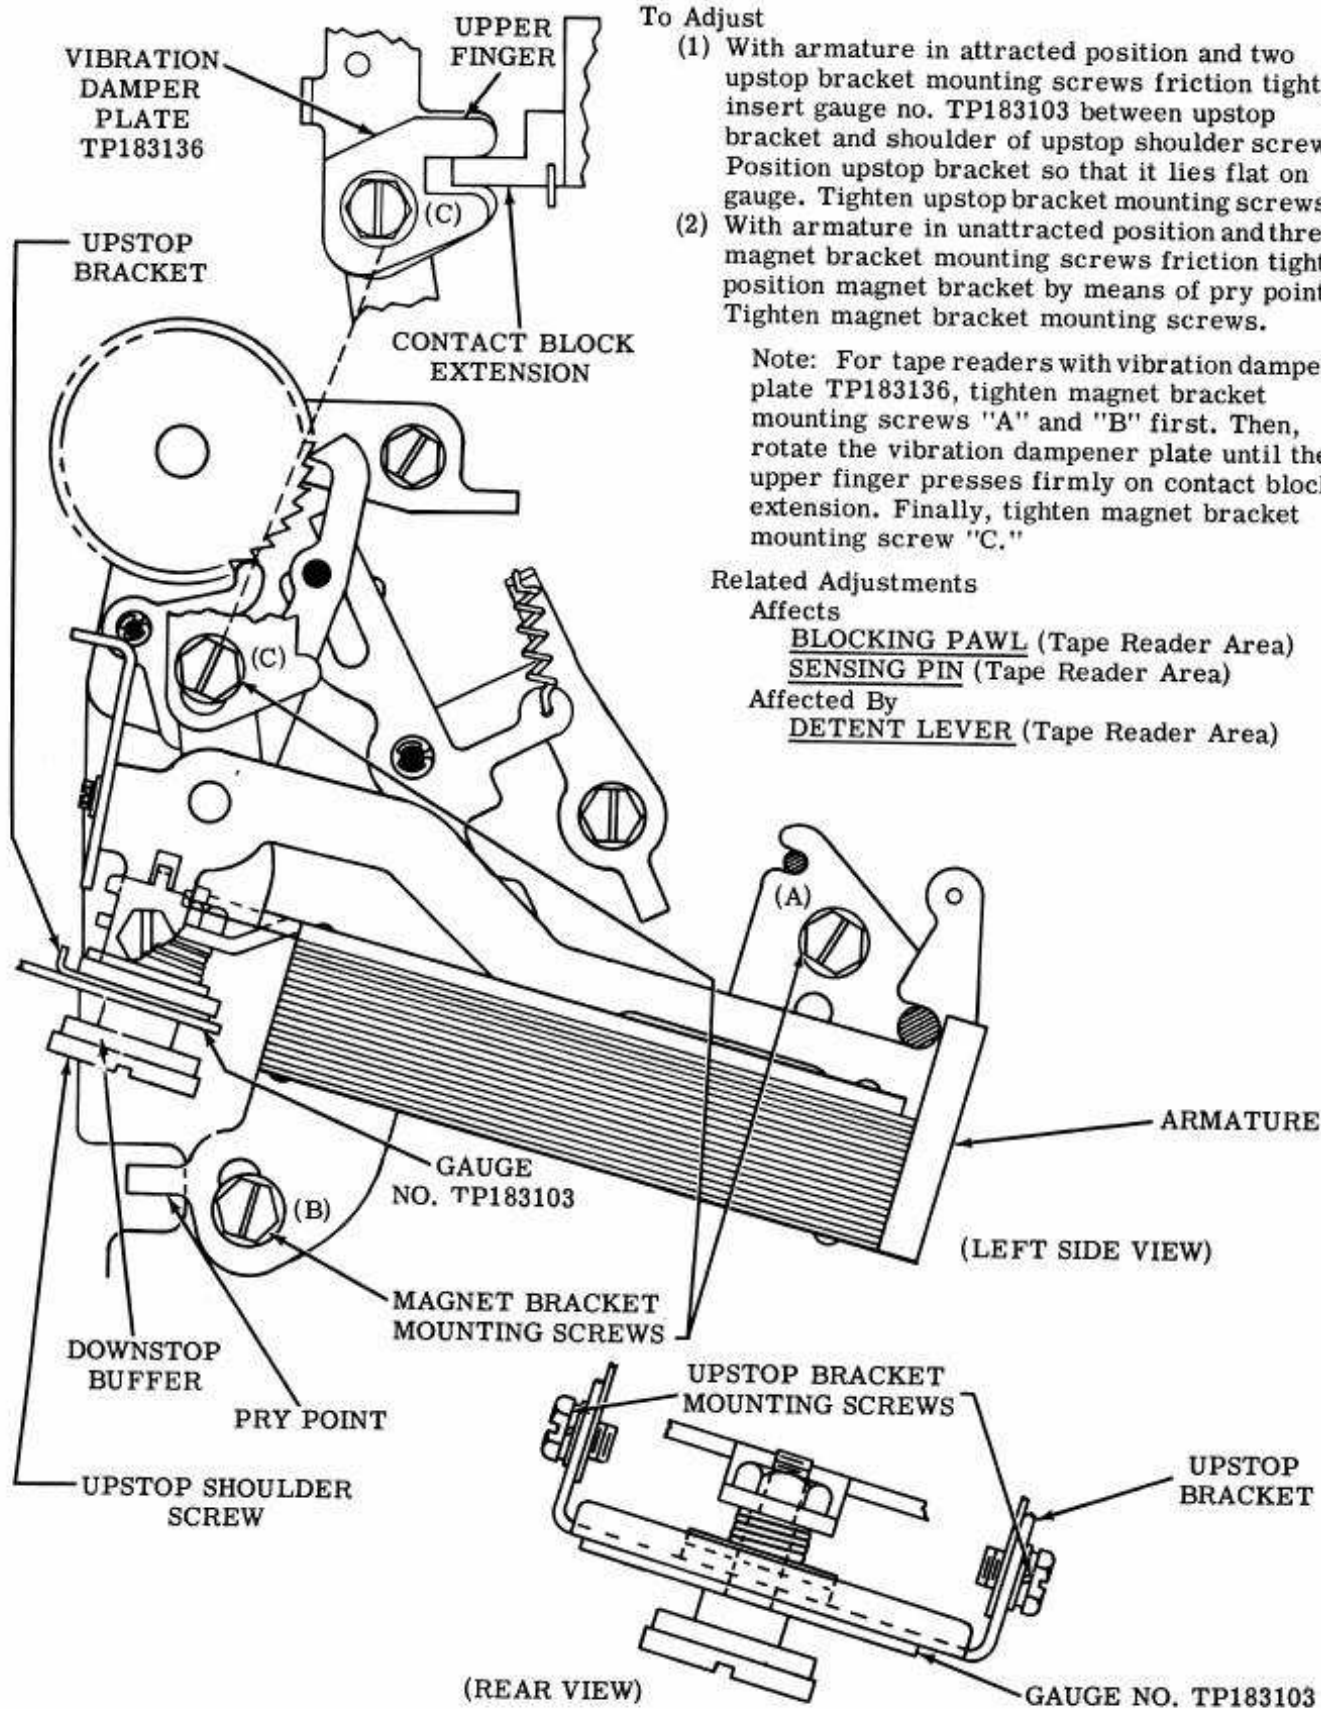 To Adjust
(1) With armature in attracted position and two
upstop bracket mounting screws friction tight
insert gauge no. TP183103 between upstop
bracket and shoulder of upstop shoulder screw
Position upstop bracket so that it lies flat on
gauge. Tighten upstop bracket mounting screws
(2) With armature in unattracted position and thre
magnet bracket mounting screws friction tight
position magnet bracket by means of pry point
Tighten magnet bracket mounting screws.
Note: For tape readers with vibration dampe
plate TP183136, tighten magnet bracket
mounting screws "A" and "B" first. Then,
rotate the vibration dampener plate until the
upper finger presses firmly on contact block
extension. Finally, tighten magnet bracket
mounting screw "C."
Related Adjustments
Affects
BLOCKING PAWL (Tape Reader Area)
SENSING PIN (Tape Reader Area)
Affected By
DETENT LEVER (Tape Reader Area)
UPPER
FINGER
VIBRATION
DAMPER
PLATE
TP183136
(C)
UPSTOP
BRACKET
CONTACT BLOCK
EXTENSION
(C)
(A)
ARMATURE
GAUGE
NO. TP183103
(B)
(LEFT SIDE VIEW)
MAGNET BRACKET
MOUNTING SCREWS
DOWNSTOP
BUFFER
PRY POINT
UPSTOP SHOULDER
SCREW
UPSTOP BRACKET
MOUNTING SCREWS
UPSTOP
BRACKET
(REAR VIEW)
GAUGE NO. TP183103